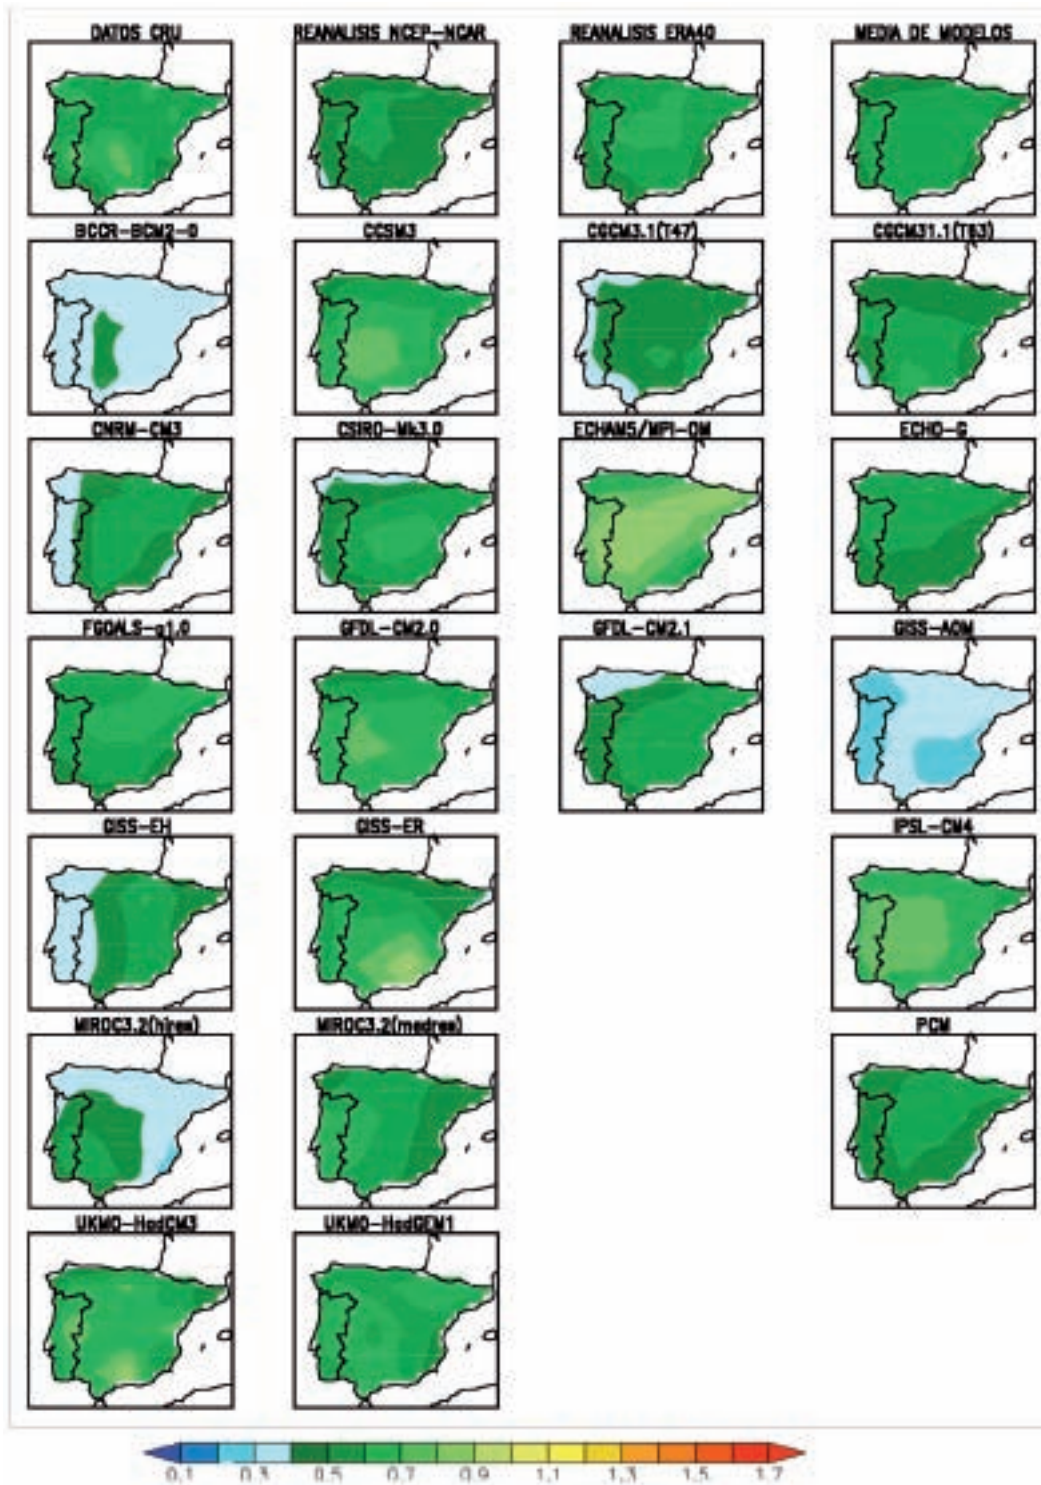 DATOS CRU
REANALISIS NCEP-NCAR
REANALISIS ERA40
MEDIA DE MODELOS
BCCR-BCM2-0
CCSM3
CGCM3.1(T47)
CGCM31.1(T63)
CNRM-CM3
CSIRO-Mk3.0
ECHAM5/MPI-OM
ECHO-G
FGOALS-g1.0
GFDL-CM2.0
GFDL-CM2.1
GISS-AOM
GISS-EH
GISS-ER
IPSL-CM4
MIROC3.2(hires)
MIROC3.2(medres)
PCM
UKMO-HadCM3
UKMO-HadGEM1
0.1 0.3 0.5 0.7 0.9 1.1 1.3 1.5 1.7